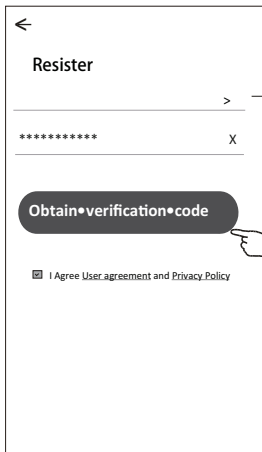 Resister
>
*********** X
Obtain•verification•code
I Agree User agreement and Privacy Policy